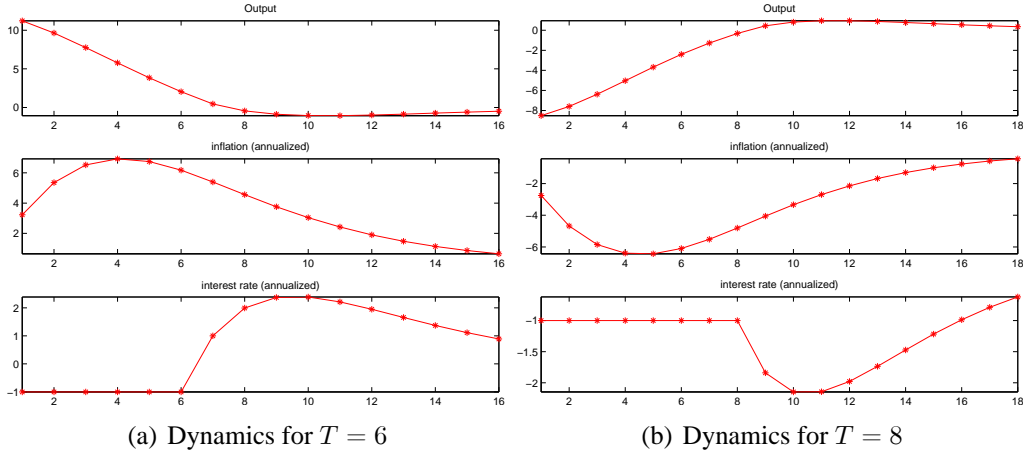 Output
10
5
0
2 4 6 8 10 12 14 16
inflation (annualized)
6
4
2
2 4 6 8 10 12 14 16
interest rate (annualized)
2
1
0
−1
2 4 6 8 10 12 14 16
(a) Dynamics for T = 6
Output
0
−2
−4
−6
−8
2 4 6 8 10 12 14 16 18
inflation (annualized)
−2
−4
−6
2 4 6 8 10 12 14 16 18
interest rate (annualized)
−1
−1.5
−2
2 4 6 8 10 12 14 16 18
(b) Dynamics for T = 8